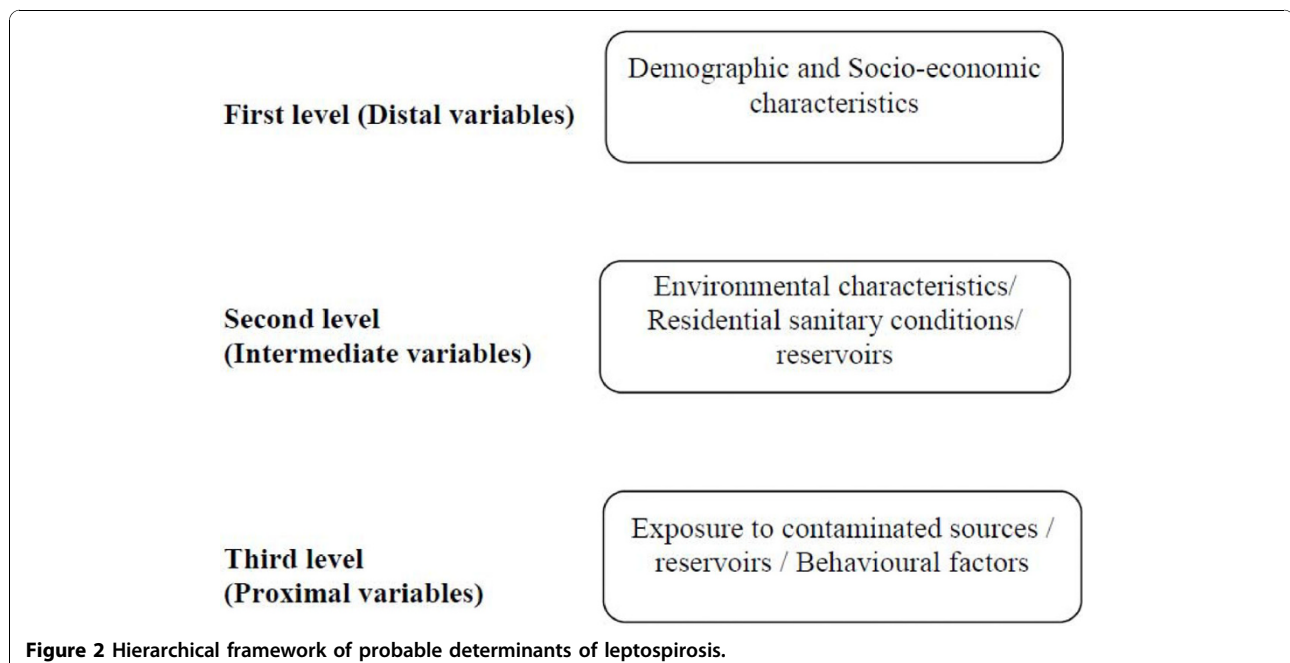 Demographic and Socio-economic
characteristics
First level (Distal variables)
Environmental characteristics/
Residential sanitary conditions/
reservoirs
Second level
(Intermediate variables)
Exposure to contaminated sources /
reservoirs / Behavioural factors
Third level
(Proximal variables)
Figure 2 Hierarchical framework of probable determinants of leptospirosis.